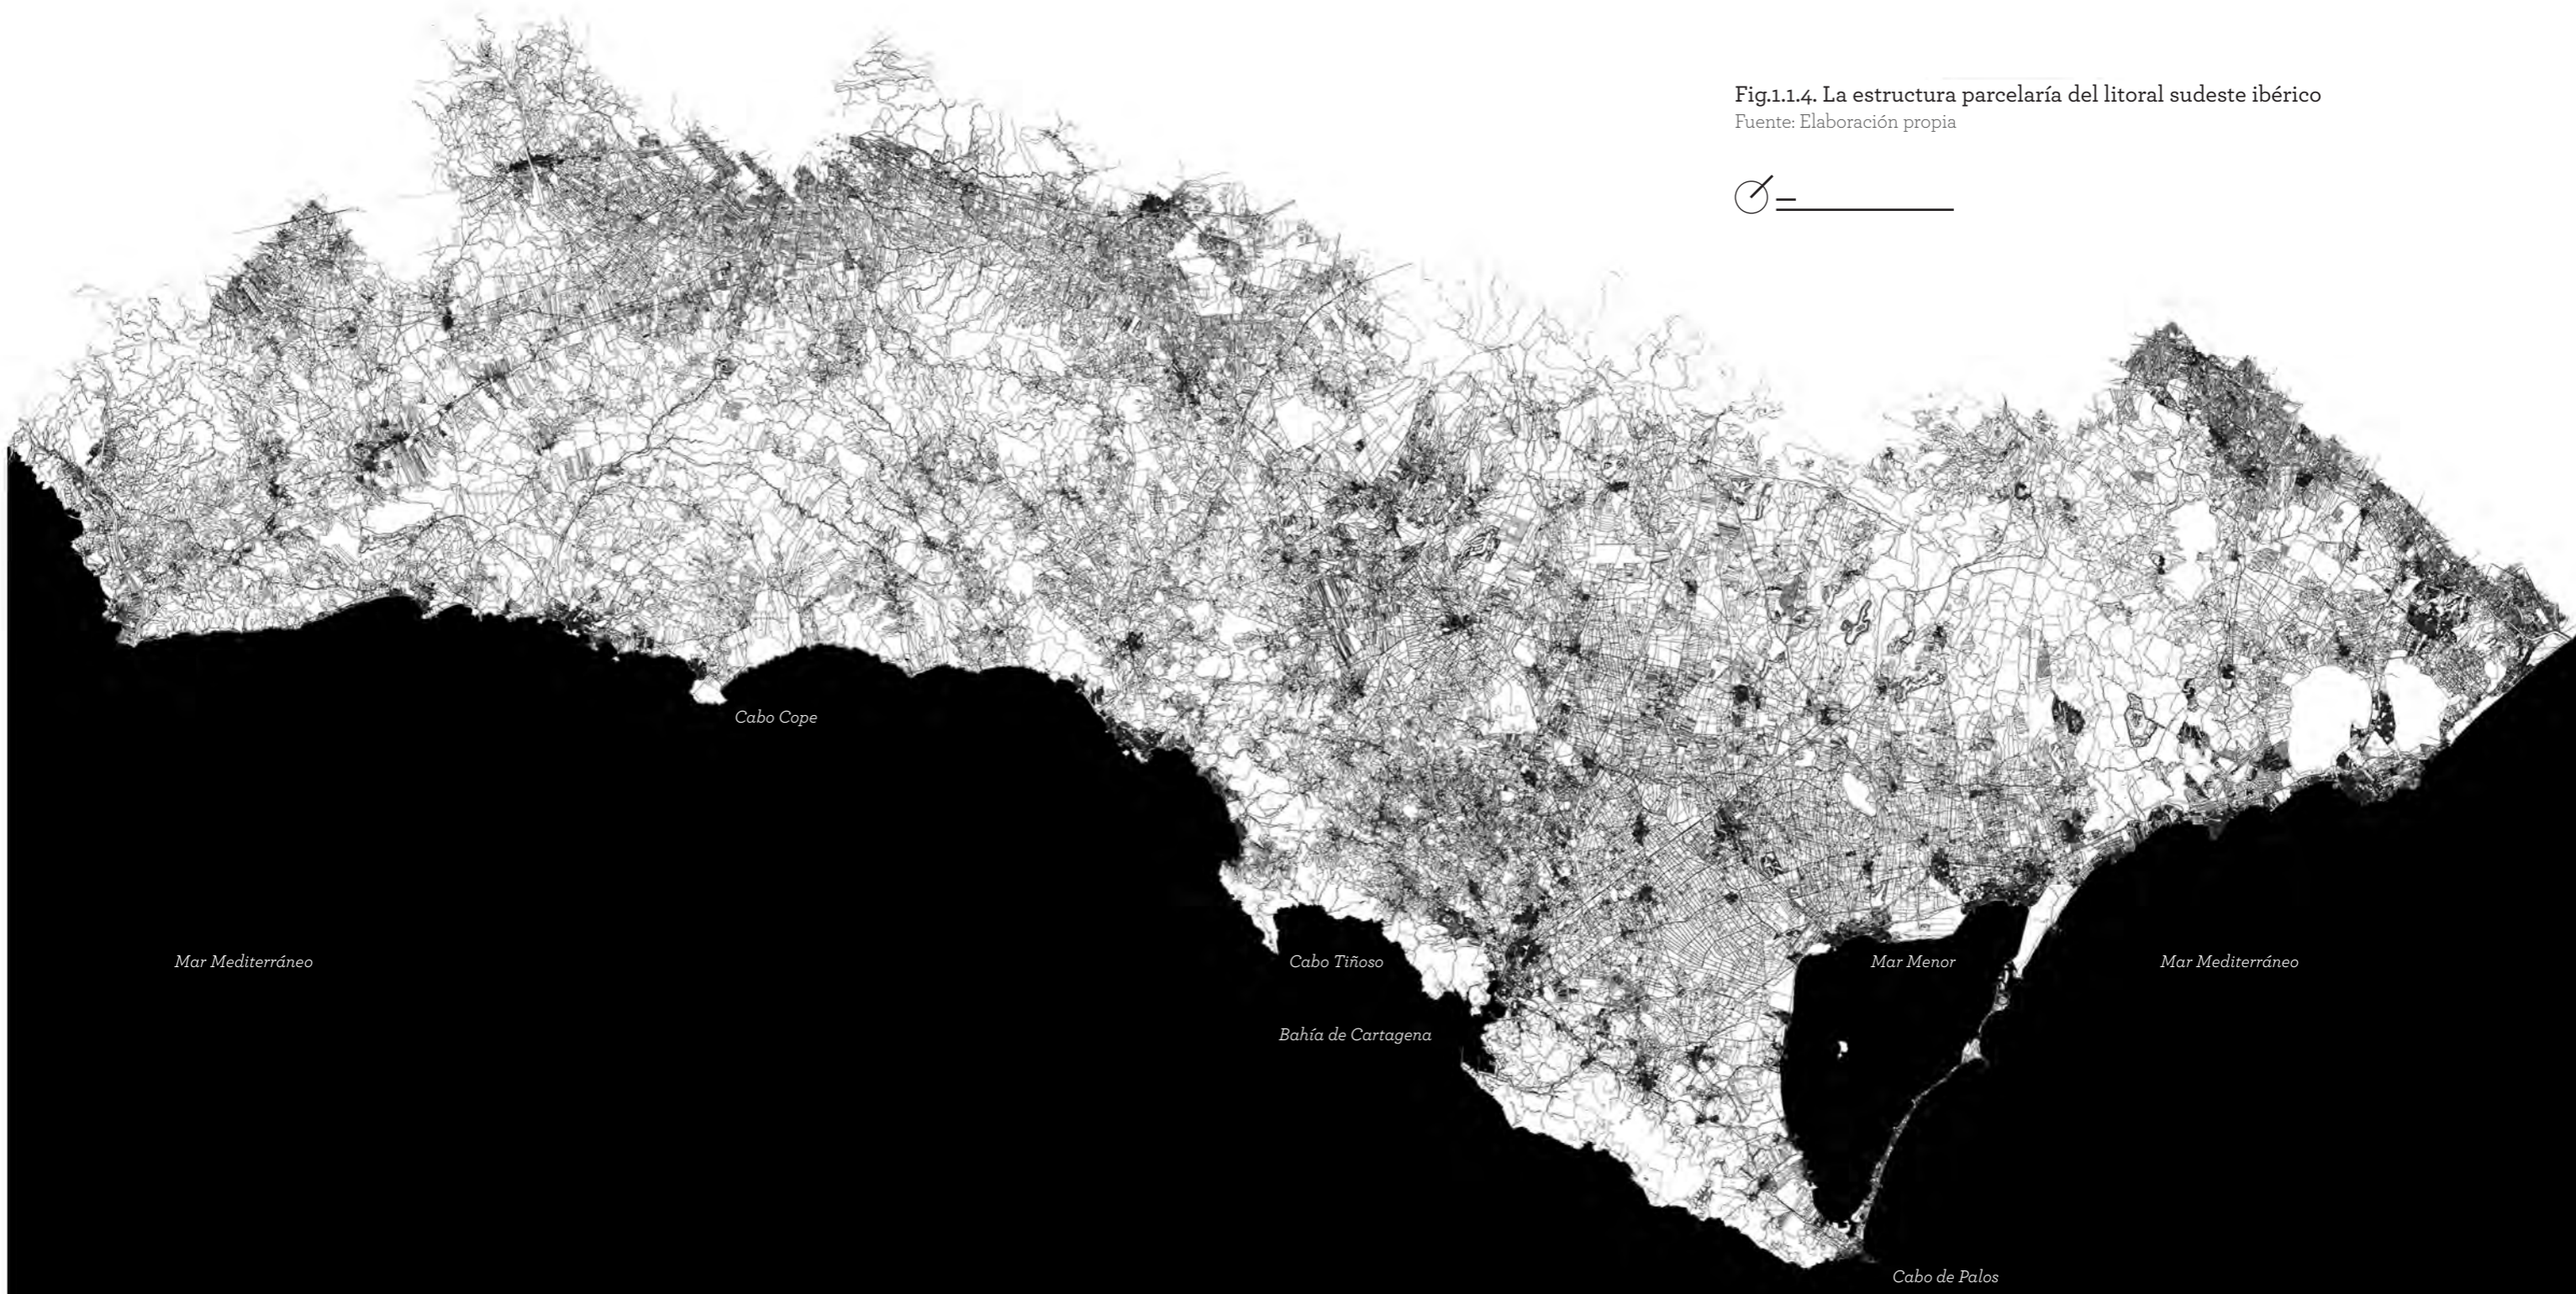 Fig.1.1.4. La estructura parcelaría del litoral sudeste ibérico
Fuente: Elaboración propia
Cabo Cope
Mar Mediterráneo
Cabo Tiñoso
Mar Menor
Mar Mediterráneo
Bahía de Cartagena
Cabo de Palos